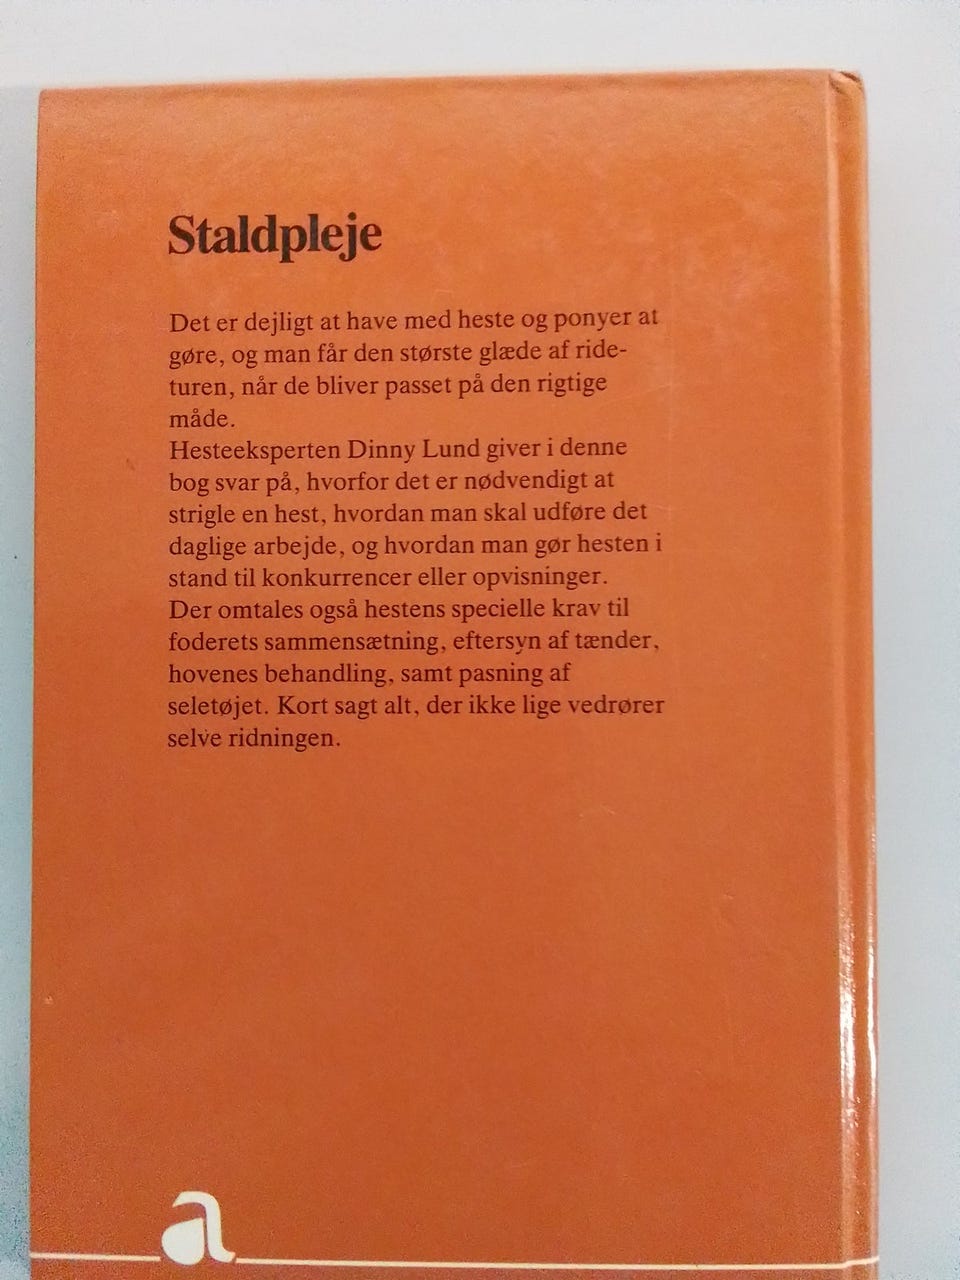 Staldpleje
Det er dejligt at have med heste og ponyer at
gøre, og man får den største glæde af ride-
turen, når de bliver passet på den rigtige
måde.
Hesteeksperten Dinny Lund giver i denne
bog svar på, hvorfor det er nødvendigt at
strigle en hest, hvordan man skal udføre det
daglige arbejde, og hvordan man gør hesten i
stand til konkurrencer eller opvisninger.
Der omtales også hestens specielle krav til
foderets sammensætning, eftersyn af tænder,
hovenes behandling, samt pasning af
seletøjet. Kort sagt alt, der ikke lige vedrører
selve ridningen.
a